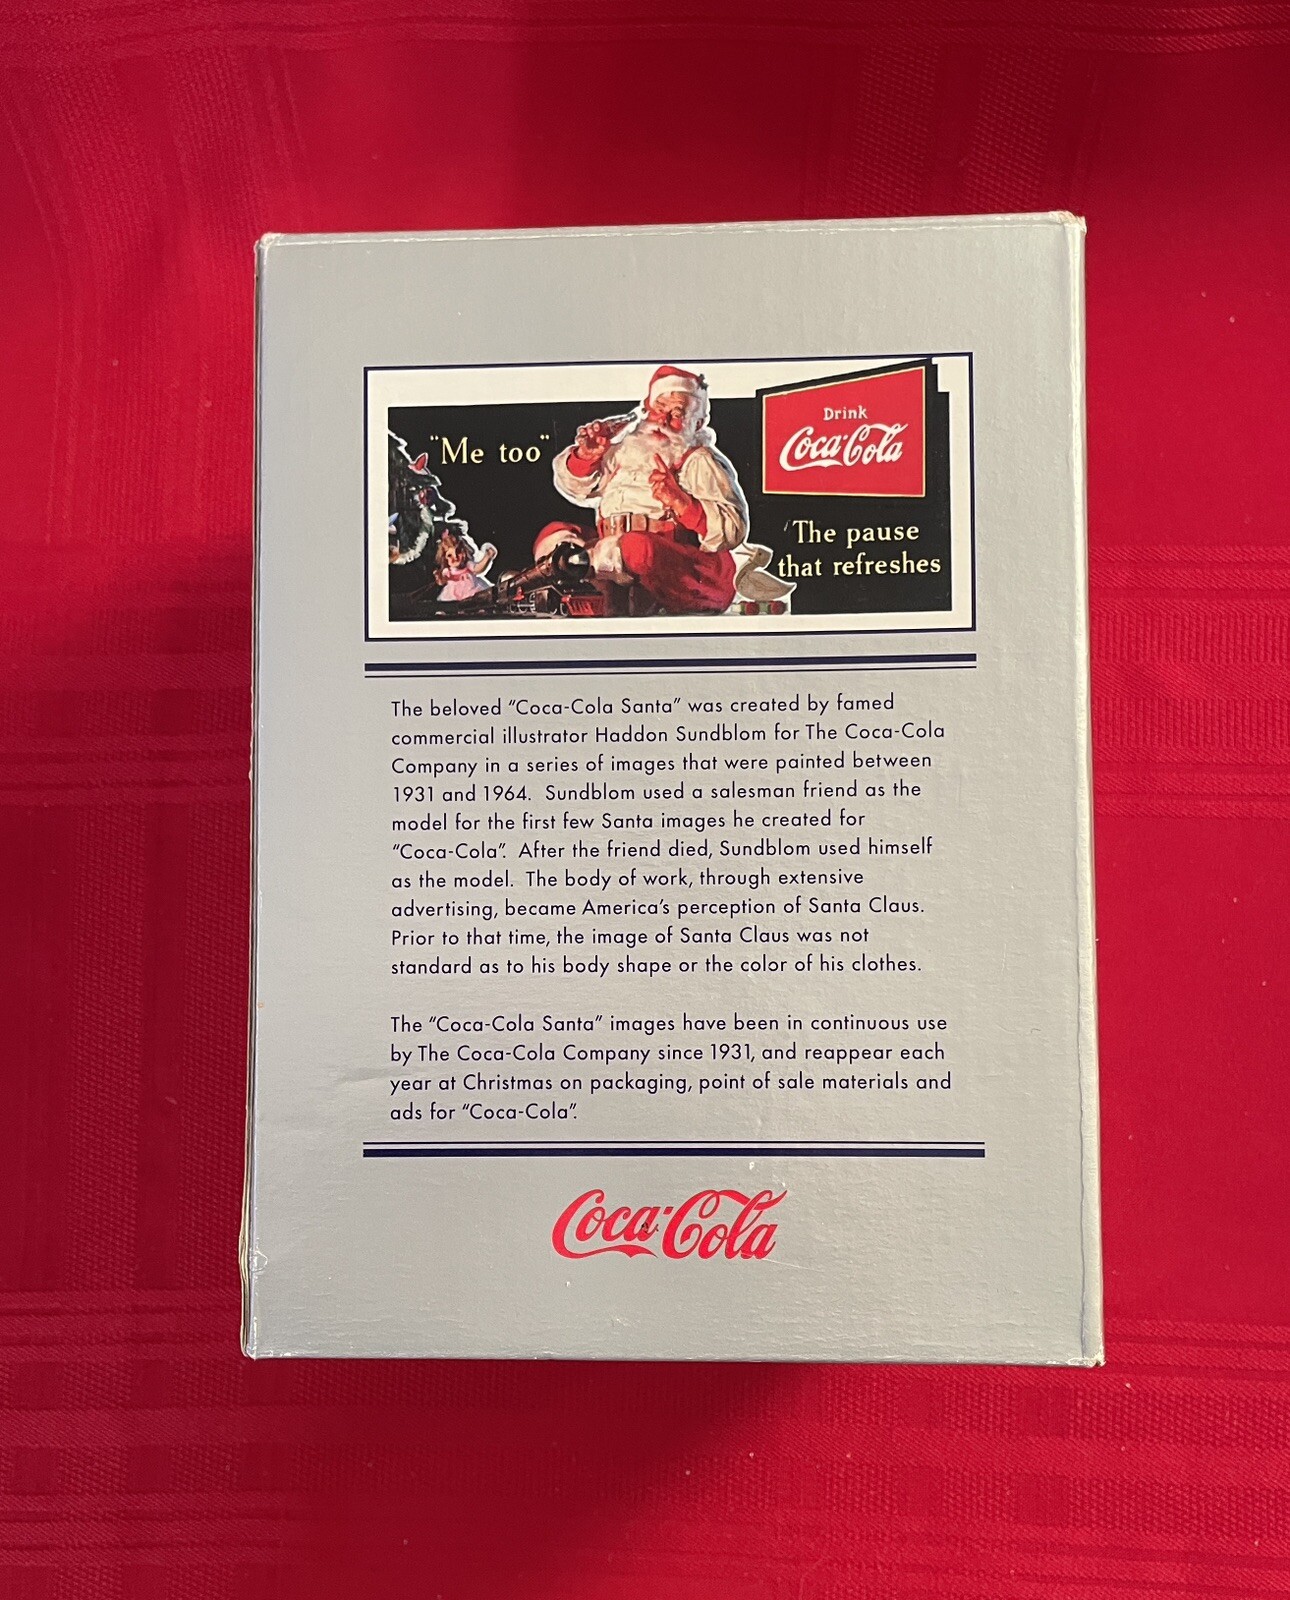 "Me too"
Drink
Coca-Cola
"The pause
that refreshes
The beloved "Coca-Cola Santa" was created by famed
commercial illustrator Haddon Sundblom for The Coca-Cola
Company in a series of images that were painted between
1931 and 1964. Sundblom used a salesman friend as the
model for the first few Santa images he created for
"Coca-Cola". After the friend died, Sundblom used himself
as the model. The body of work, through extensive
advertising, became America's perception of Santa Claus.
Prior to that time, the image of Santa Claus was not
standard as to his body shape or the color of his clothes.
The "Coca-Cola Santa" images have been in continuous use
by The Coca-Cola Company since 1931, and reappear each
year at Christmas on packaging, point of sale materials and
ads for "Coca-Cola".
Coca-Cola